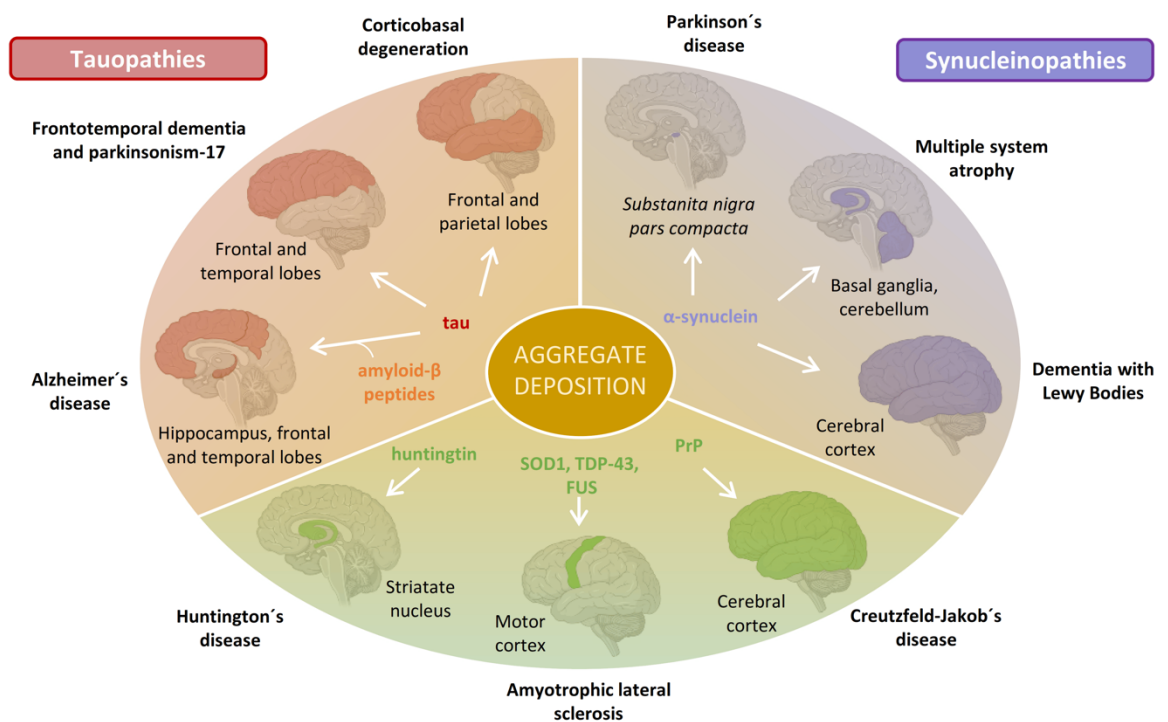 Tauopathies
Corticobasal
degeneration
Parkinson´s
disease
Synucleinopathies
Frontotemporal dementia
and parkinsonism-17
Multiple system
atrophy
Frontal and
parietal lobes
Substanita nigra
pars compacta
Frontal and
temporal lobes
Basal ganglia,
cerebellum
tau
α-synuclein
AGGREGATE
DEPOSITION
amyloid-β
peptides
Alzheimer´s
disease
Dementia with
Lewy Bodies
Hippocampus, frontal
and temporal lobes
Cerebral
cortex
huntingtin
SOD1, TDP-43,
FUS
PrP
Striatate
nucleus
Motor
cortex
Cerebral
cortex
Huntington´s
disease
Creutzfeld-Jakob´s
disease
Amyotrophic lateral
sclerosis